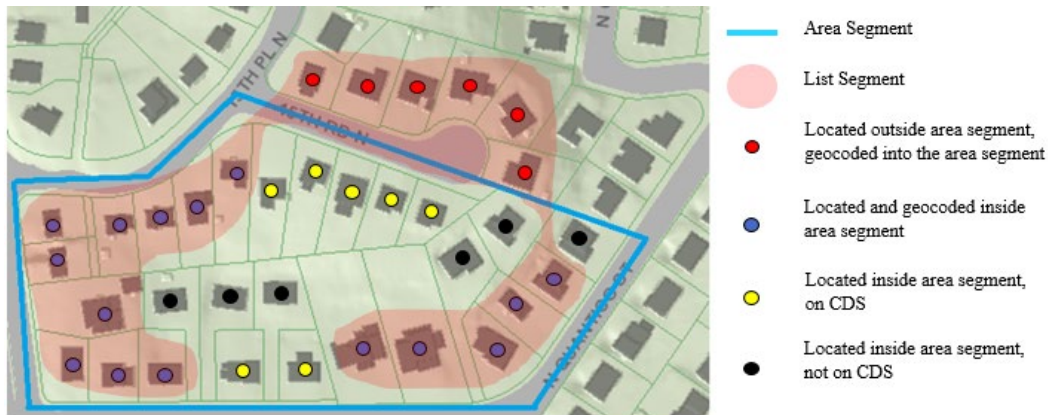 TH PL N
45TH RD N
N QUANTICO ST
Area Segment
List Segment
Located outside area segment,
geocoded into the area segment
Located and geocoded inside
area segment
Located inside area segment,
on CDS
Located inside area segment,
not on CDS